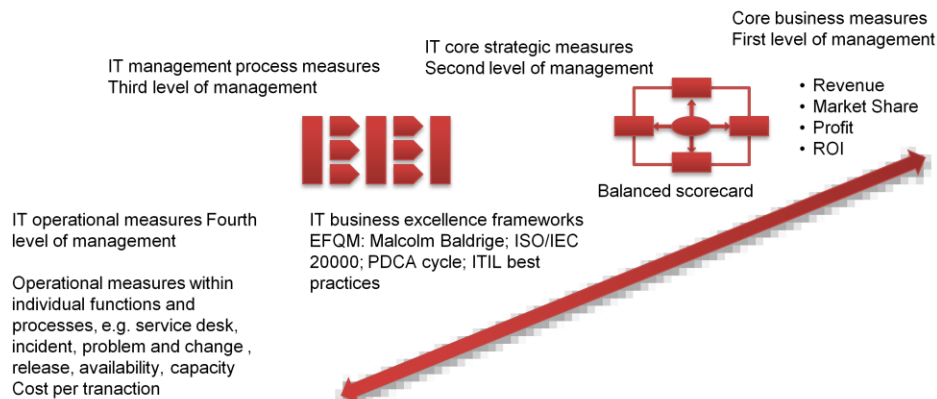 Core business measures
First level of management
• Revenue
• Market Share
• Profit
• ROI
IT core strategic measures
Second level of management
Balanced scorecard
IT management process measures
Third level of management
IT business excellence frameworks
EFQM: Malcolm Baldrige; ISO/IEC
20000; PDCA cycle; ITIL best
practices
IT operational measures Fourth
level of management
Operational measures within
individual functions and
processes, e.g. service desk,
incident, problem and change ,
release, availability, capacity
Cost per tranaction